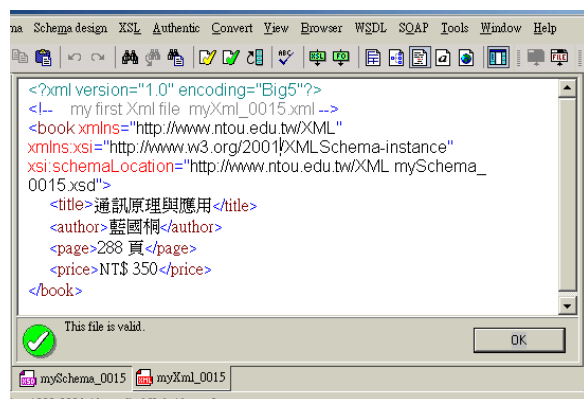 ma Schema design XSL Authentic Convert View Browser WSDL SOAP Tools Window Help
<?xml version="1.0" encoding="Big5"?>
<!-- my first Xml file myXml_0015.xml -->
<book xmlns="http://www.ntou.edu.tw/XML"
xmlns:xsi="http://www.w3.org/2001/XMLSchema-instance"
xsi:schemaLocation="http://www.ntou.edu.tw/XML mySchema_
0015.xsd">
<title>通訊原理與應用</title>
<author>藍國桐</author>
<page>288 頁</page>
<price>NT$ 350</price>
</book>
This file is valid.
OK
mySchema_0015 myXml_0015